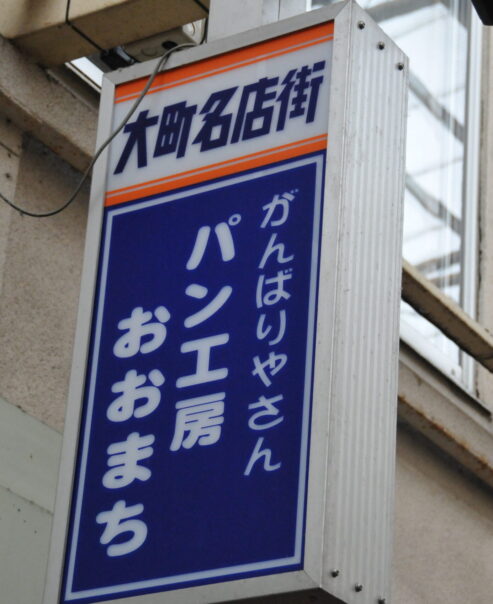 大町名店街
がんばりやさん
パン工房
おおまち